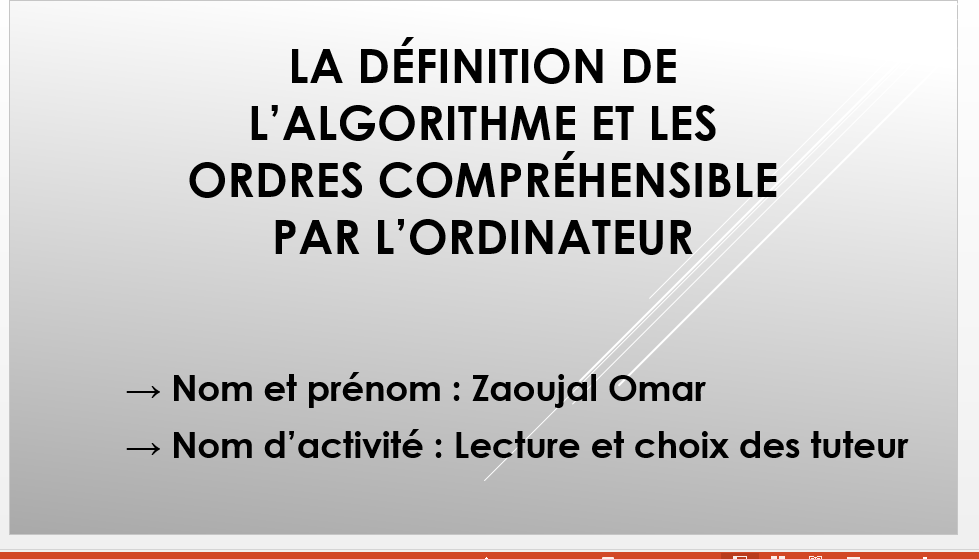 LA DÉFINITION DE
L’ALGORITHME ET LES
ORDRES COMPRÉHENSIBLE
PAR L’ORDINATEUR
→ Nom et prénom : Zaoujal Omar
→ Nom d’activité : Lecture et choix des tuteur